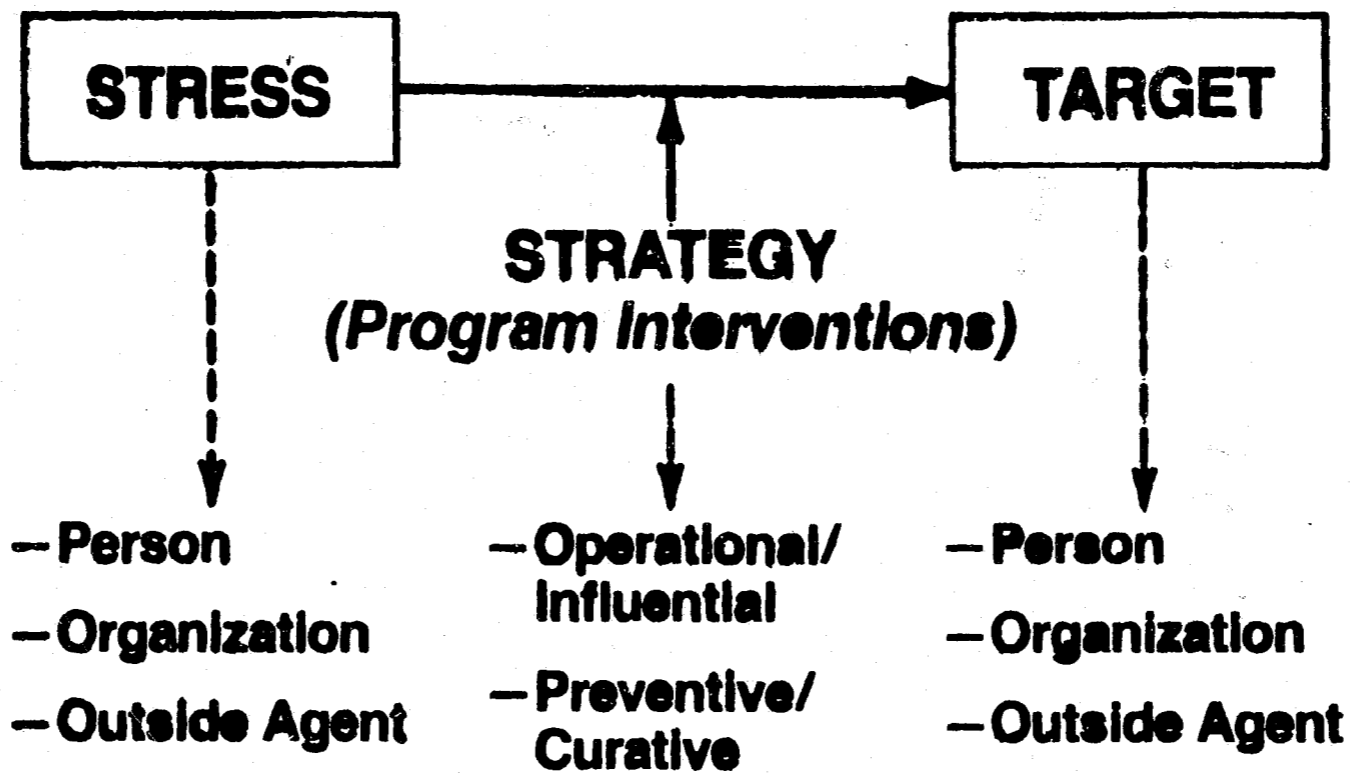 STRESS
TARGET
STRATEGY
(Program Interventions)
– Person
– Organization
– Outside Agent
– Operational/
Influential
– Preventive/
Curative
– Person
– Organization
– Outside Agent